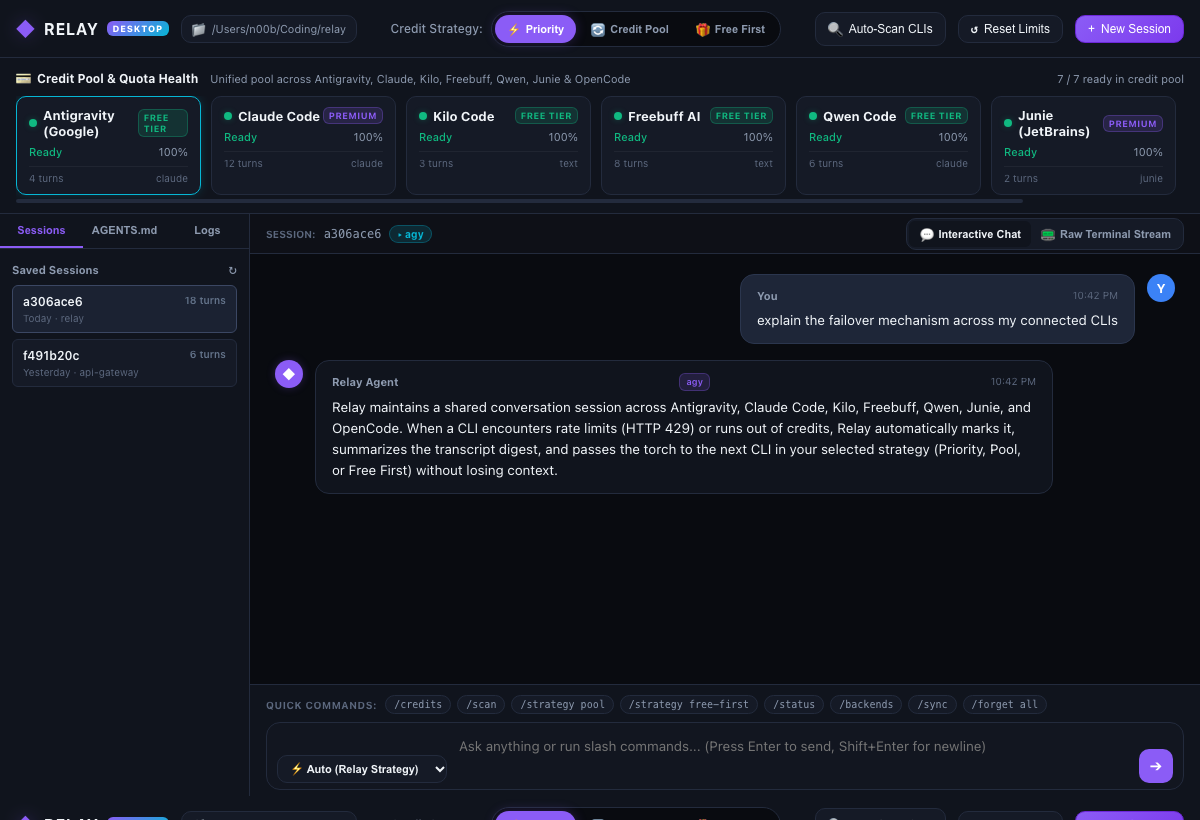 RELAY DESKTOP /Users/n00b/Coding/relay Credit Strategy: Priority Credit Pool Free First Auto-Scan CLIs Reset Limits + New Session
Credit Pool & Quota Health Unified pool across Antigravity, Claude, Kilo, Freebuff, Qwen, Junie & OpenCode 7 / 7 ready in credit pool
Antigravity (Google) FREE TIER
Ready 100%
4 turns claude
Claude Code PREMIUM
Ready 100%
12 turns claude
Kilo Code FREE TIER
Ready 100%
3 turns text
Freebuff AI FREE TIER
Ready 100%
8 turns text
Qwen Code FREE TIER
Ready 100%
6 turns claude
Junie (JetBrains) PREMIUM
Ready 100%
2 turns junie
Sessions AGENTS.md Logs
Saved Sessions
a306ace6 18 turns
Today · relay
f491b20c 6 turns
Yesterday · api-gateway
SESSION: a306ace6 agy Interactive Chat Raw Terminal Stream
You 10:42 PM
explain the failover mechanism across my connected CLIs
Y
Relay Agent agy 10:42 PM
Relay maintains a shared conversation session across Antigravity, Claude Code, Kilo, Freebuff, Qwen, Junie, and
OpenCode. When a CLI encounters rate limits (HTTP 429) or runs out of credits, Relay automatically marks it,
summarizes the transcript digest, and passes the torch to the next CLI in your selected strategy (Priority, Pool,
or Free First) without losing context.
QUICK COMMANDS: /credits /scan /strategy pool /strategy free-first /status /backends /sync /forget all
Ask anything or run slash commands... (Press Enter to send, Shift+Enter for newline)
Auto (Relay Strategy)